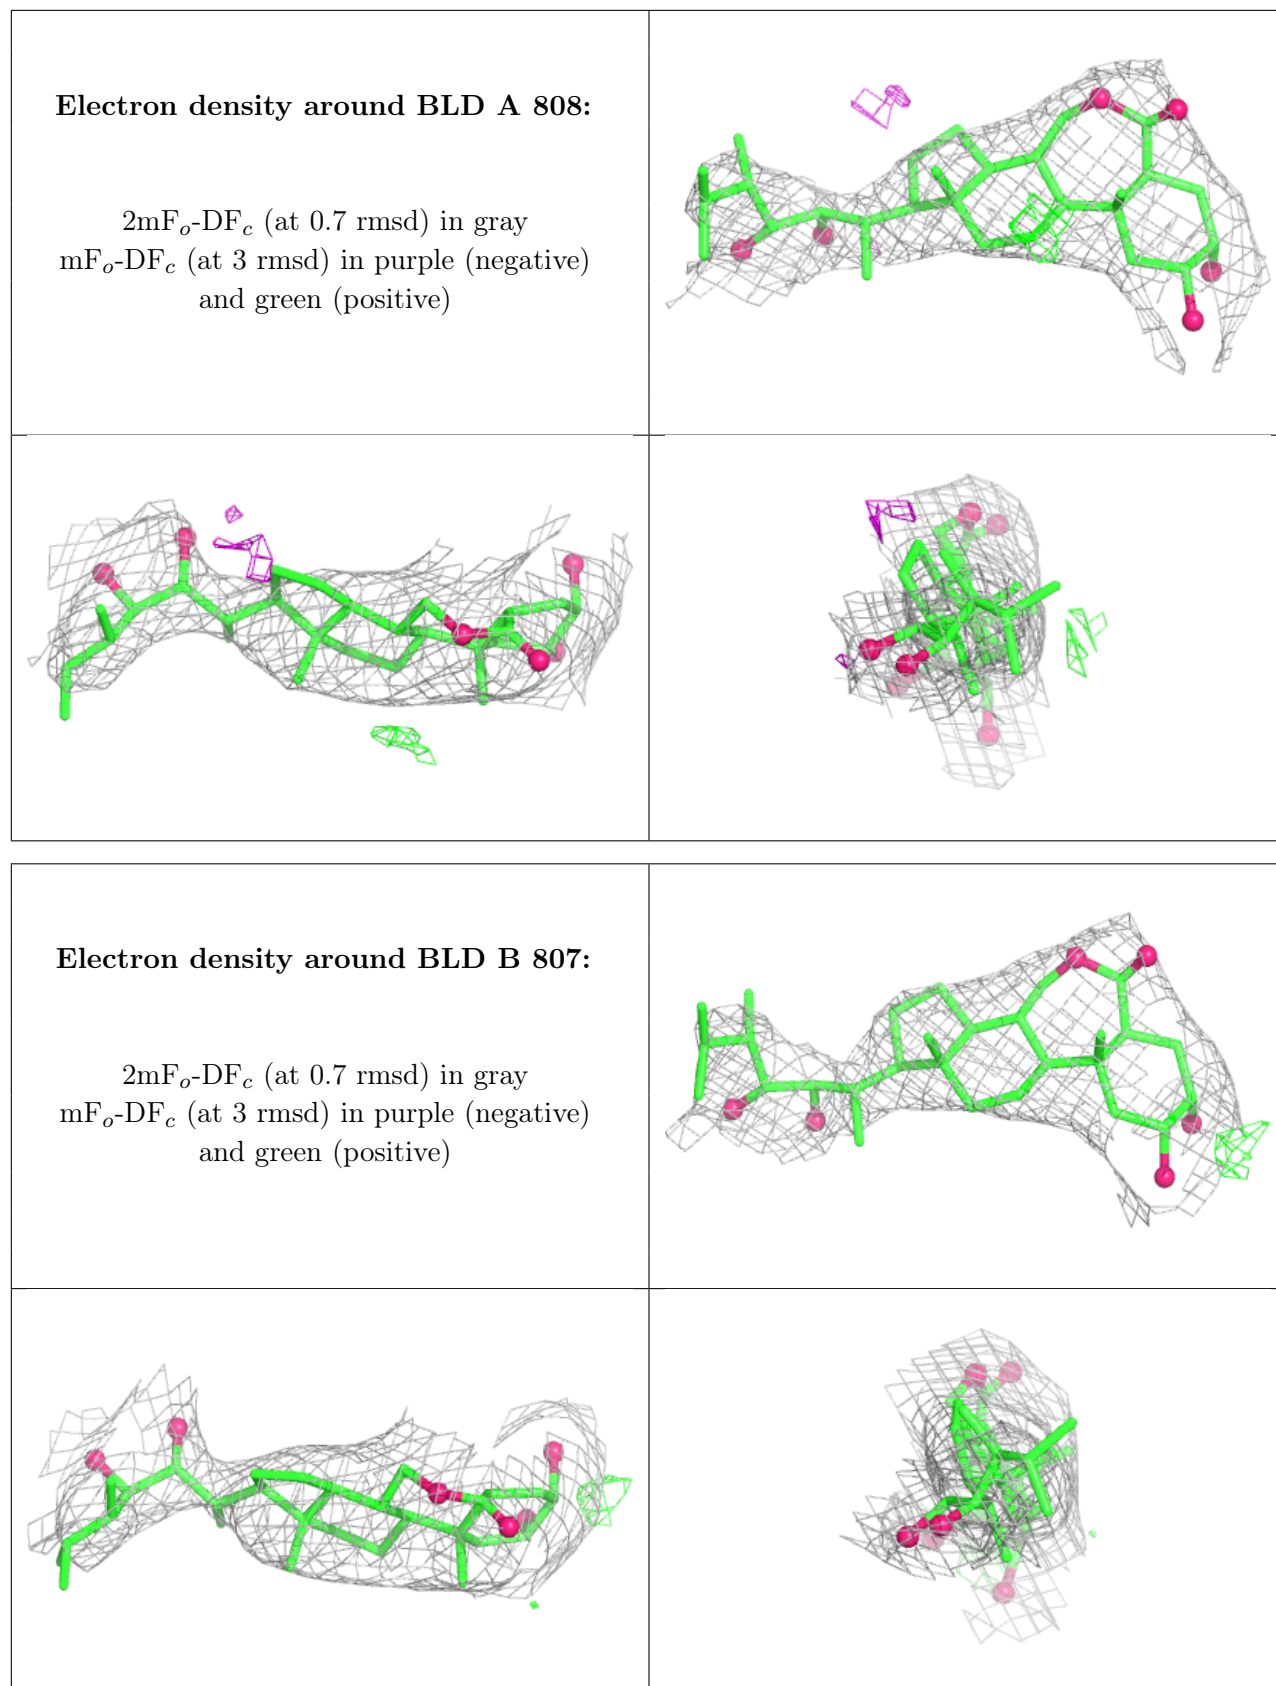 Electron density around BLD A 808:
2mFₒ-DF𝒸 (at 0.7 rmsd) in gray
mFₒ-DF𝒸 (at 3 rmsd) in purple (negative)
and green (positive)
Electron density around BLD B 807:
2mFₒ-DF𝒸 (at 0.7 rmsd) in gray
mFₒ-DF𝒸 (at 3 rmsd) in purple (negative)
and green (positive)